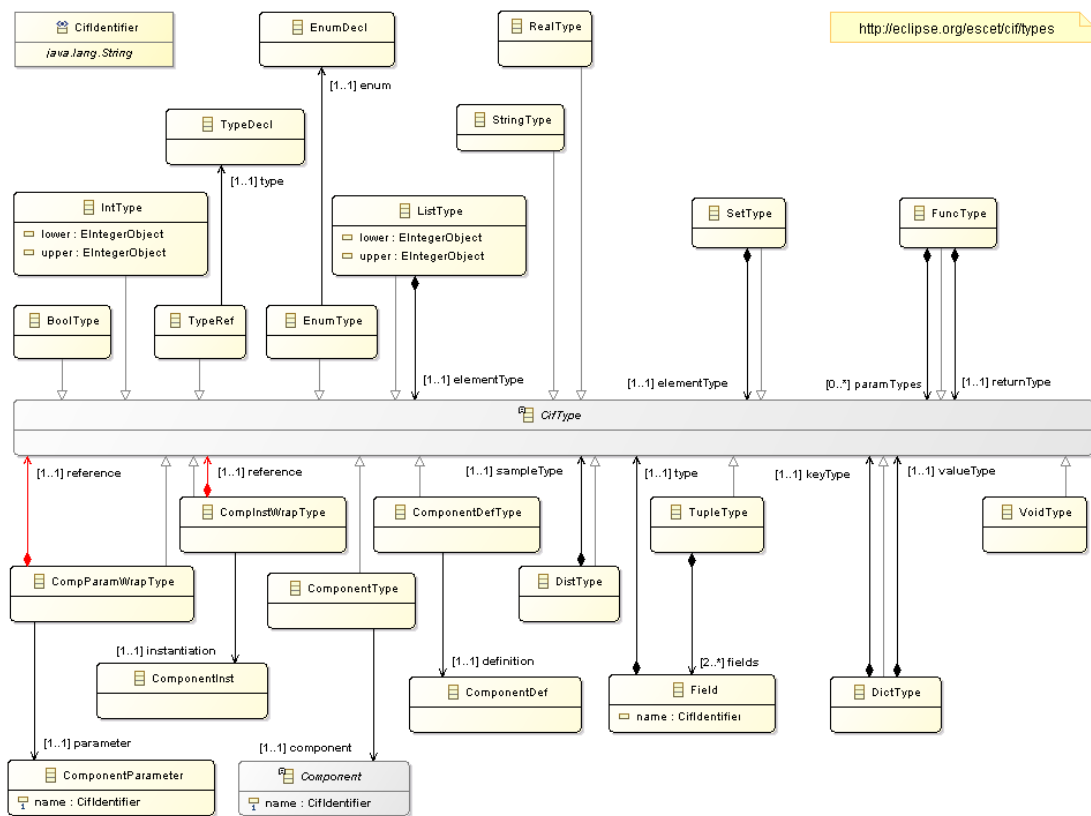 CifIdentifier
java.lang.String
EnumDecl
RealType
http://eclipse.org/escet/cif/types
[1..1] enum
TypeDecl
StringType
[1..1] type
IntType
lower : EIntegerObject
upper : EIntegerObject
ListType
lower : EIntegerObject
upper : EIntegerObject
SetType
FuncType
BoolType
TypeRef
EnumType
[1..1] elementType
[1..1] elementType
[0..*] paramTypes
[1..1] returnType
CifType
[1..1] reference
[1..1] reference
[1..1] sampleType
[1..1] type
[1..1] keyType
[1..1] valueType
CompInstWrapType
ComponentDefType
TupleType
VoidType
CompParamWrapType
ComponentType
DistType
[1..1] instantiation
[1..1] definition
[2..*] fields
ComponentInst
ComponentDef
Field
name : CifIdentifier
DictType
[1..1] parameter
[1..1] component
ComponentParameter
name : CifIdentifier
Component
name : CifIdentifier